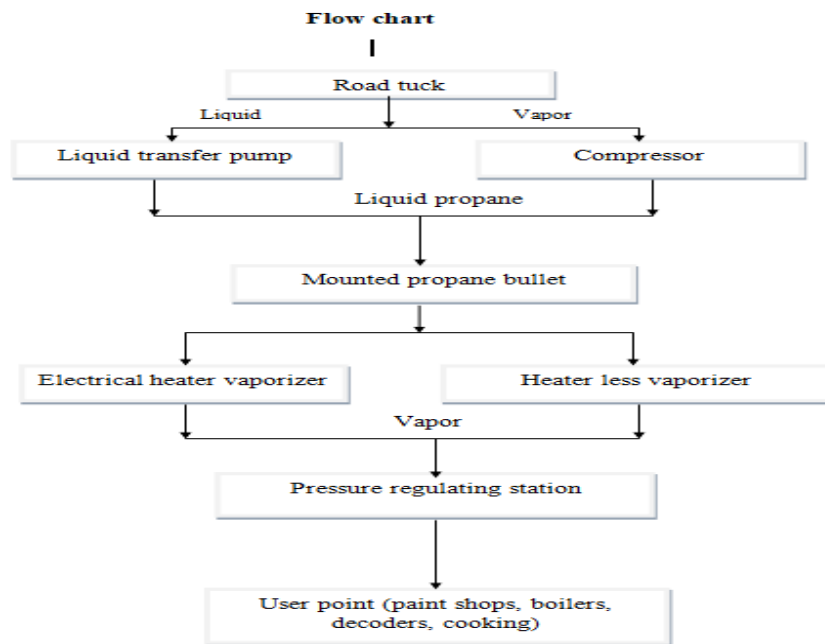 Flow chart
Road tuck
Liquid
Vapor
Liquid transfer pump
Compressor
Liquid propane
Mounted propane bullet
Electrical heater vaporizer
Heater less vaporizer
Vapor
Pressure regulating station
User point (paint shops, boilers,
decoders, cooking)